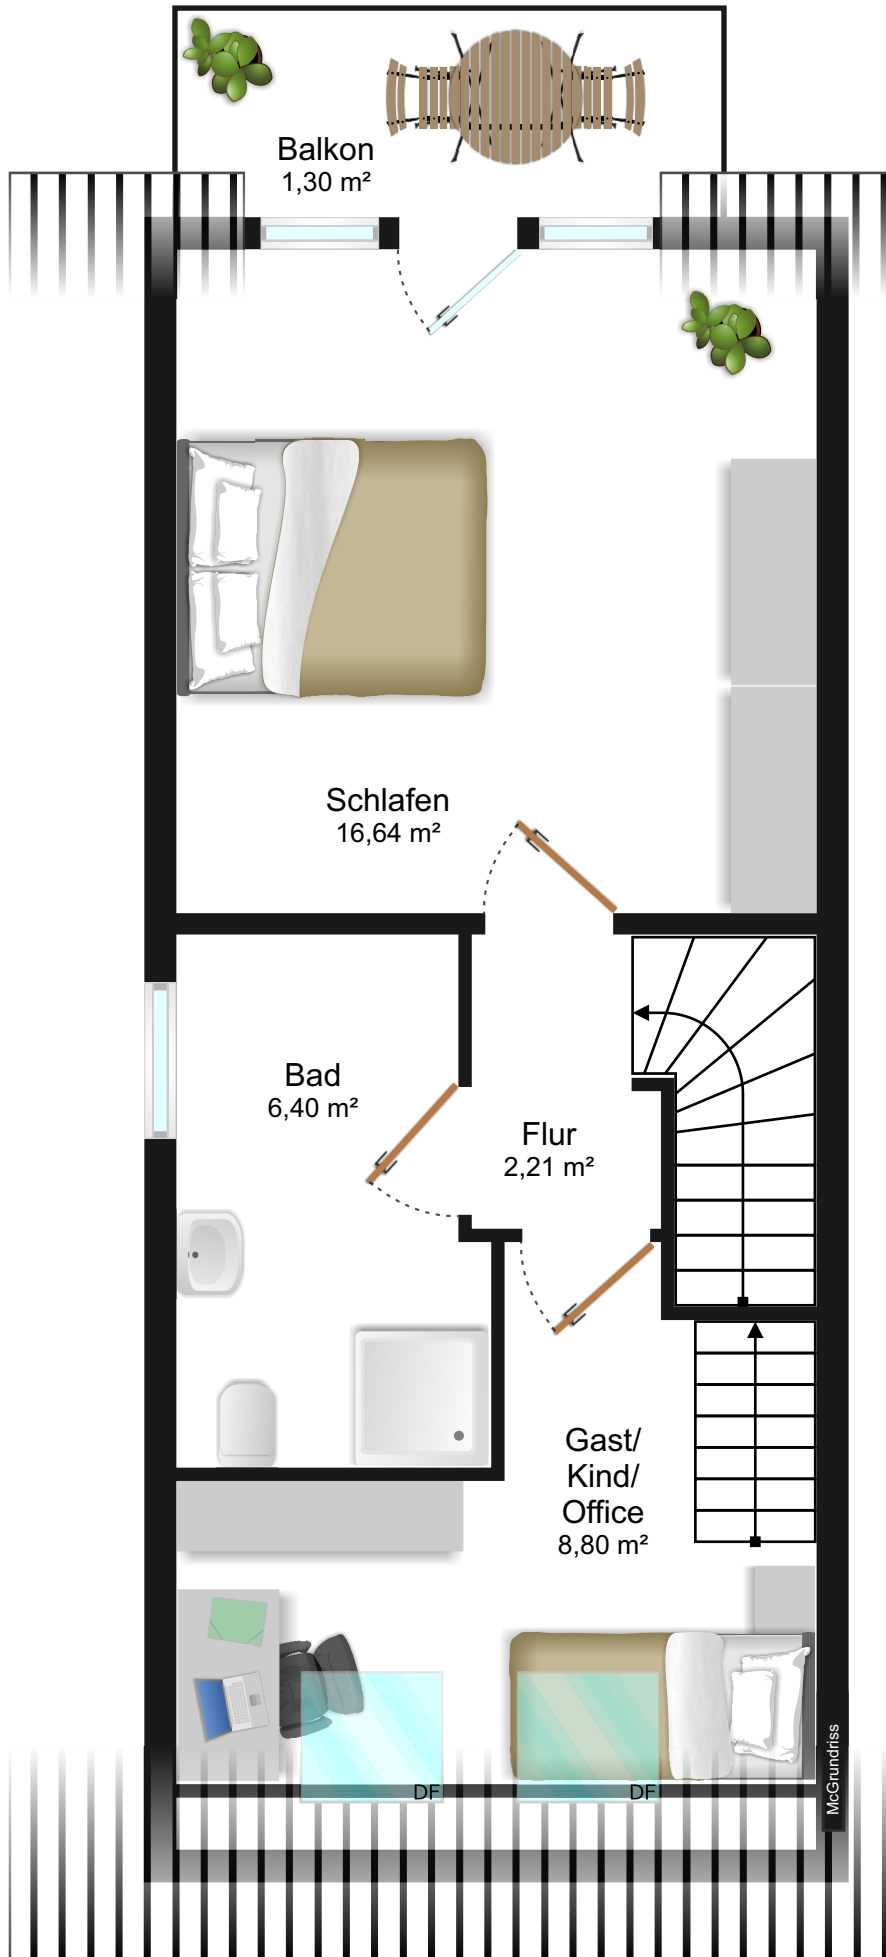 Balkon
1,30 m²
Schlafen
16,64 m²
Bad
6,40 m²
Flur
2,21 m²
Gast/
Kind/
Office
8,80 m²
DF
DF
McGrundriss